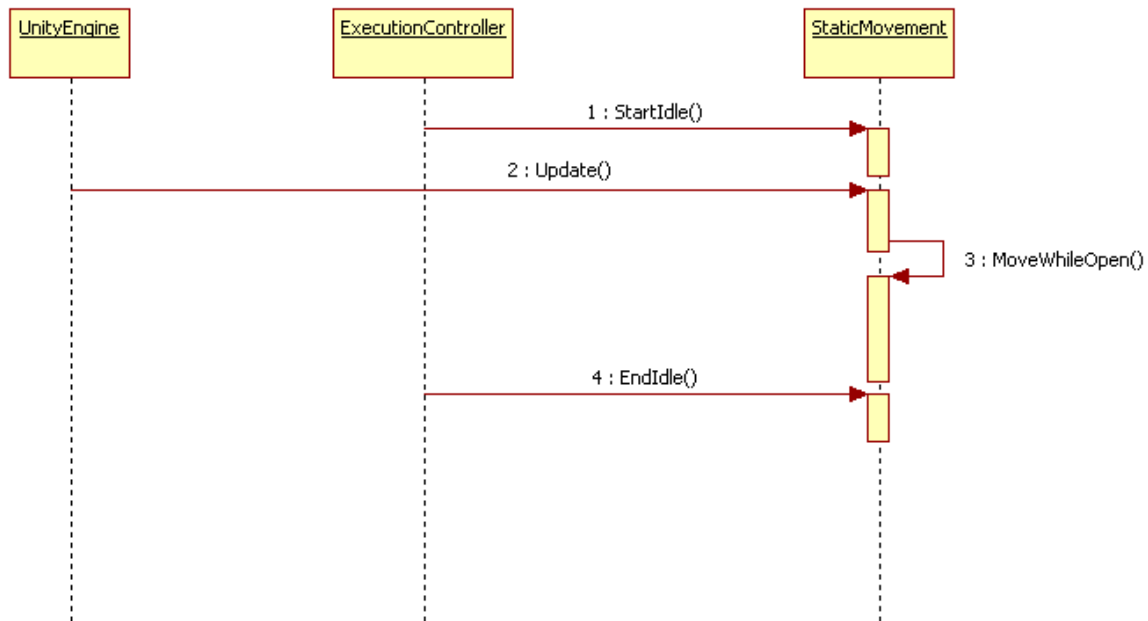 UnityEngine
ExecutionController
StaticMovement
1 : StartIdle()
2 : Update()
3 : MoveWhileOpen()
4 : EndIdle()